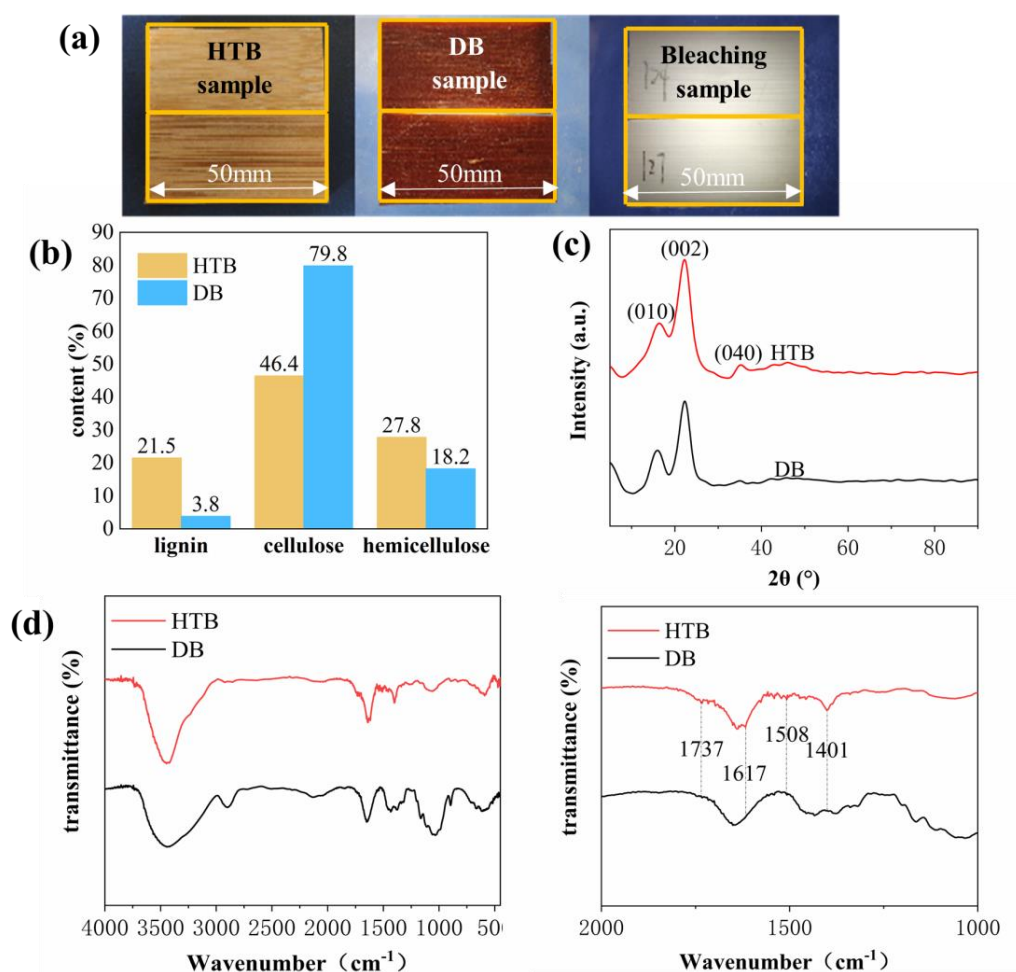 (a)
HTB
sample
50mm
DB
sample
50mm
Bleaching
sample
50mm
(b)
HTB
DB
content (%)
90
80
70
60
50
40
30
20
10
0
21.5
3.8
46.4
79.8
27.8
18.2
lignin
cellulose
hemicellulose
(c)
Intensity (a.u.)
(002)
(010)
(040)
HTB
DB
20
40
60
80
2θ (°)
(d)
HTB
DB
transmittance (%)
4000 3500 3000 2500 2000 1500 1000 500
Wavenumber（cm⁻¹）
HTB
DB
transmittance (%)
1737
1617
1508
1401
2000
1500
1000
Wavenumber（cm⁻¹）